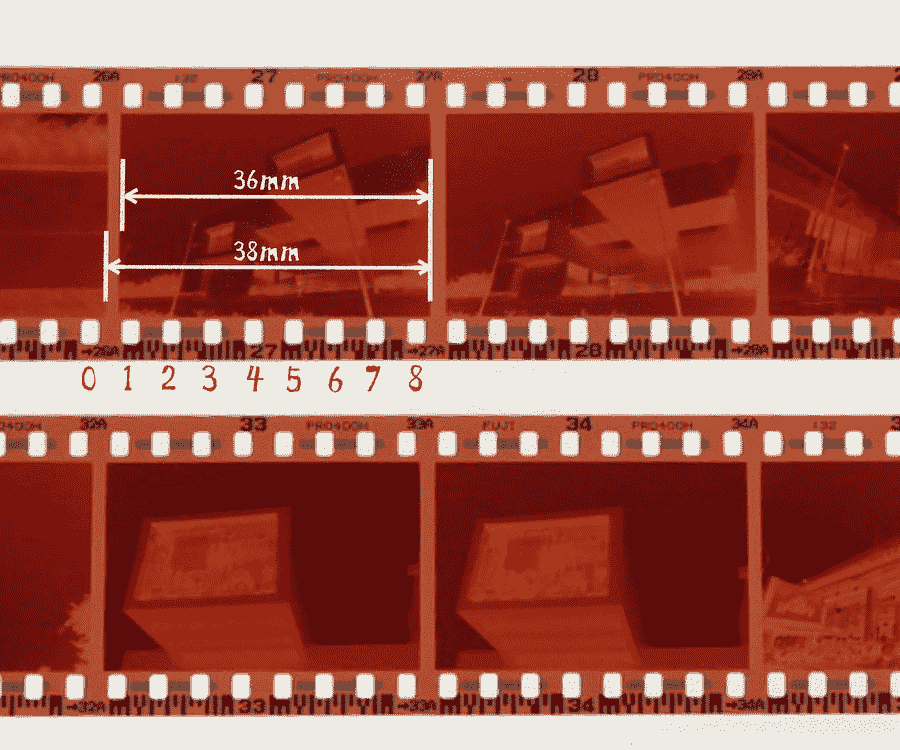 PRO400H 26A 132 27 PRO400H 27A 28 PRO400H 28A
36mm
38mm
→26A 27 →27A 28 →28A
0 1 2 3 4 5 6 7 8
PRO400H 32A 33 PRO400H 33A FUJI 34 PRO400H 34A 132
→32A 33 →33A 34 →34A